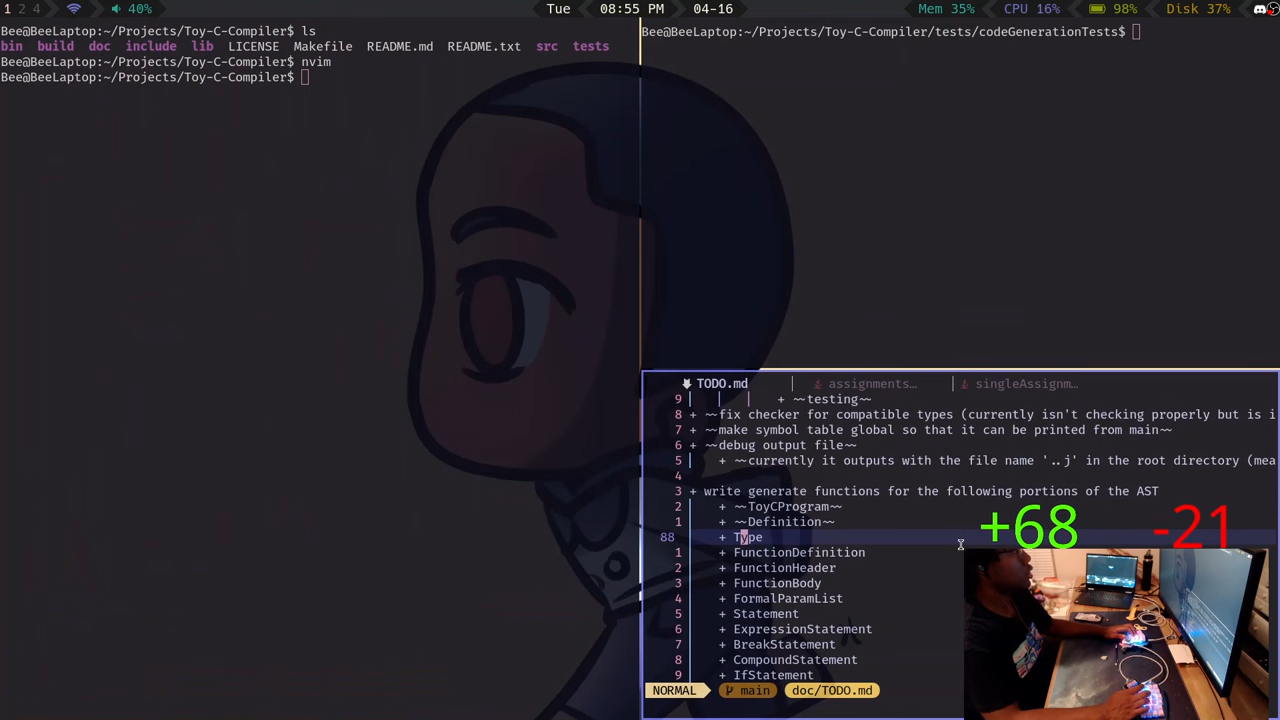 1 2 4 40% Tue 08:55 PM 04-16 Mem 35% CPU 16% 98% Disk 37%
Bee@BeeLaptop:~/Projects/Toy-C-Compiler$ ls
bin build doc include lib LICENSE Makefile README.md README.txt src tests
Bee@BeeLaptop:~/Projects/Toy-C-Compiler$ nvim
Bee@BeeLaptop:~/Projects/Toy-C-Compiler$
Bee@BeeLaptop:~/Projects/Toy-C-Compiler/tests/codeGenerationTests$
TODO.md assignments… singleAssignm…
9 + ~~testing~~
8 + ~~fix checker for compatible types (currently isn't checking properly but is i
7 + ~~make symbol table global so that it can be printed from main~~
6 + ~~debug output file~~
5 + ~~currently it outputs with the file name '..j' in the root directory (mea
4
3 + write generate functions for the following portions of the AST
2 + ~~ToyCProgram~~
1 + ~~Definition~~
88 + Type
1 + FunctionDefinition
2 + FunctionHeader
3 + FunctionBody
4 + FormalParamList
5 + Statement
6 + ExpressionStatement
7 + BreakStatement
8 + CompoundStatement
9 + IfStatement
NORMAL main doc/TODO.md
+68 -21